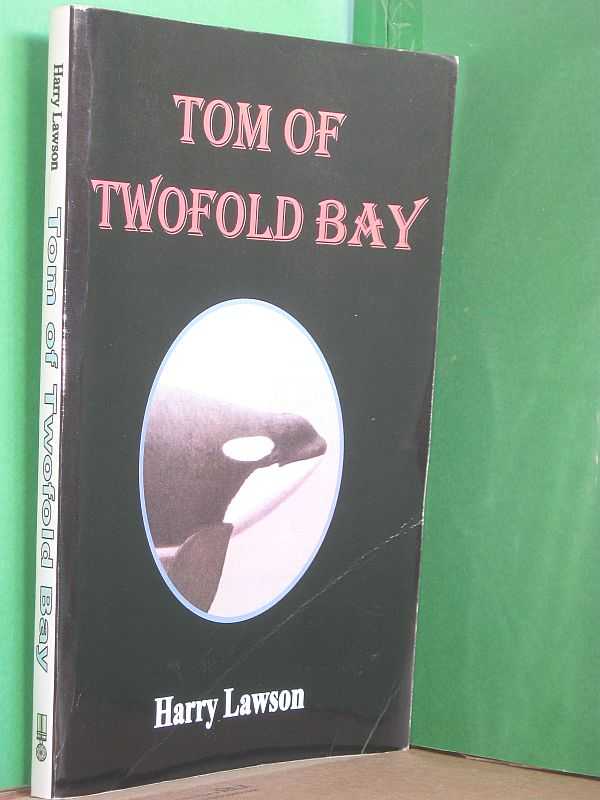 TOM OF
TWOFOLD BAY
Harry Lawson
Harry Lawson
Tom of Twofold Bay